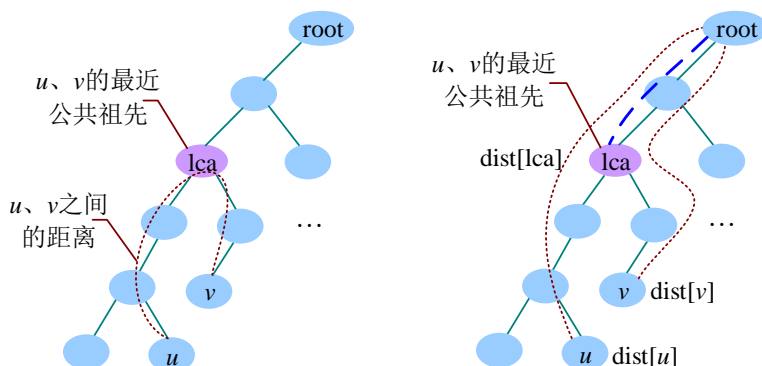 root
u、v的最近
公共祖先
lca
u、v之间
的距离
…
v
u
root
u、v的最近
公共祖先
dist[lca]
lca
…
v
dist[v]
u
dist[u]